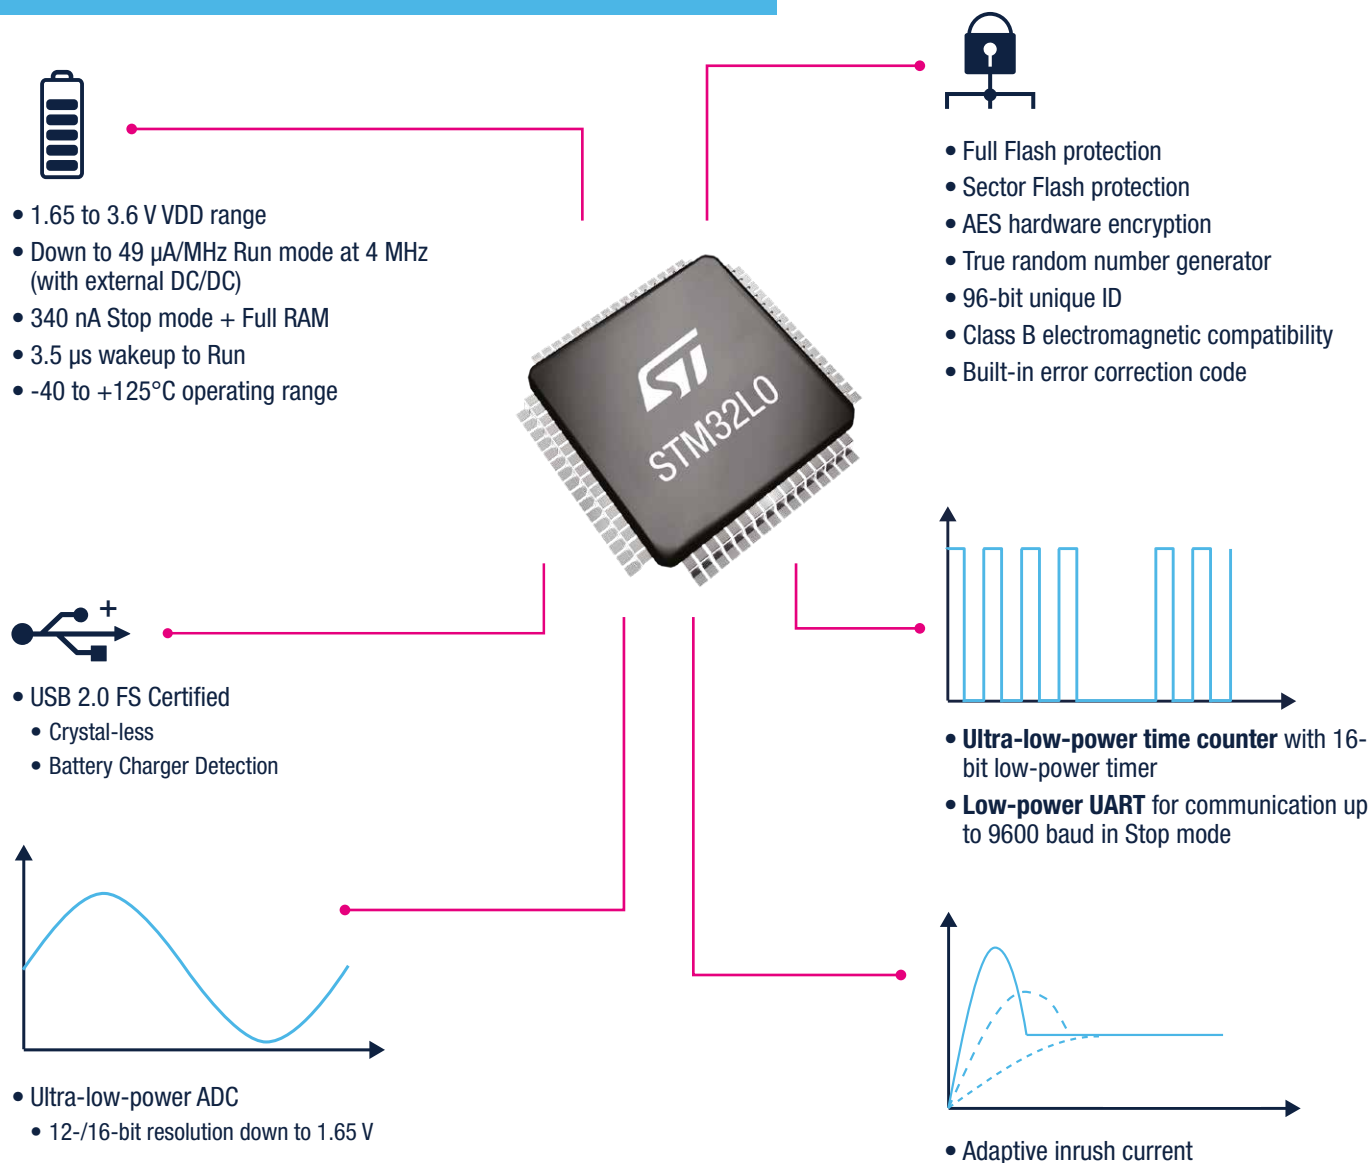 • 1.65 to 3.6 V VDD range
• Down to 49 µA/MHz Run mode at 4 MHz
(with external DC/DC)
• 340 nA Stop mode + Full RAM
• 3.5 µs wakeup to Run
• -40 to +125°C operating range
• Full Flash protection
• Sector Flash protection
• AES hardware encryption
• True random number generator
• 96-bit unique ID
• Class B electromagnetic compatibility
• Built-in error correction code
ST
STM32L0
+
• USB 2.0 FS Certified
• Crystal-less
• Battery Charger Detection
• Ultra-low-power time counter with 16-
bit low-power timer
• Low-power UART for communication up
to 9600 baud in Stop mode
• Ultra-low-power ADC
• 12-/16-bit resolution down to 1.65 V
• Adaptive inrush current